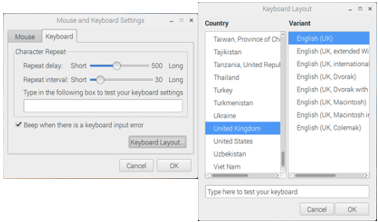 Mouse and Keyboard Settings
Mouse Keyboard
Character Repeat
Repeat delay: Short 500 Long
Repeat interval: Short 30 Long
Type in the following box to test your keyboard settings
Beep when there is a keyboard input error
Keyboard Layout...
Cancel OK
Keyboard Layout
Country Variant
Taiwan, Province of Ch
Tajikistan
Tanzania, United Rep
Thailand
Turkey
Turkmenistan
Ukraine
United Kingdom
United States
Uzbekistan
Viet Nam
English (UK)
English (UK, extended Wi
English (UK, internation
English (UK, Dvorak)
English (UK, Dvorak with
English (UK, Macintosh)
English (UK, Macintosh in
English (UK, Colemak)
Type here to test your keyboard
Cancel OK